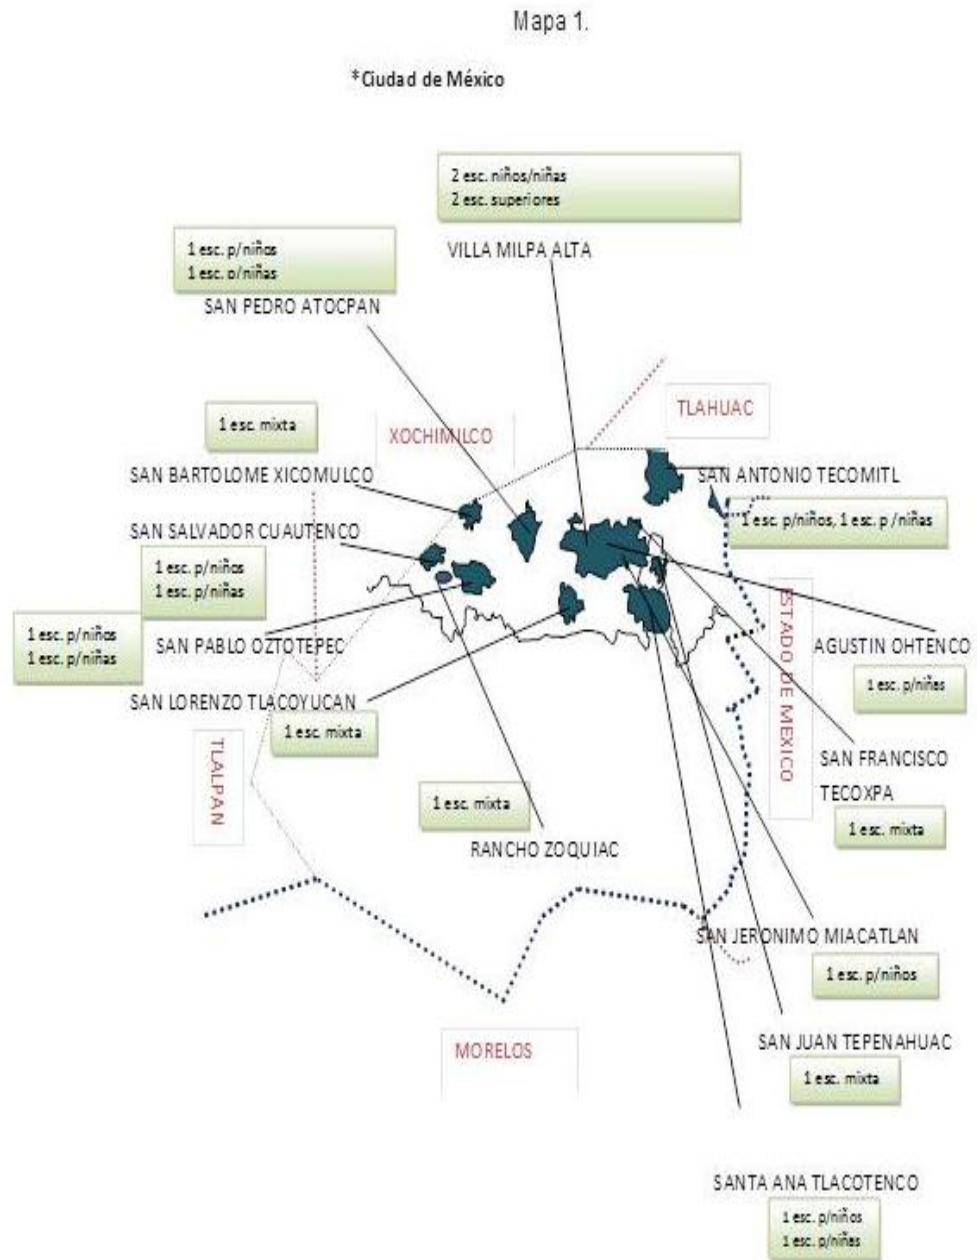 Mapa 1.
*Ciudad de México
2 esc. niños/niñas
2 esc. superiores
VILLA MILPA ALTA
1 esc. p/niños
1 esc. o/niñas
SAN PEDRO ATOCPAN
TLAHUAC
1 esc. mixta
XOCHIMILCO
SAN BARTOLOME XICOMULCO
SAN ANTONIO TECOMITL
1 esc. p/niños, 1 esc. p /niñas
SAN SALVADOR CUAUTENCO
1 esc. p/niños
1 esc. p/niñas
1 esc. p/niños
1 esc. p/niñas
SAN PABLO OZTOTEPEC
ESTADO DE MEXICO
AGUSTIN OHTENCO
1 esc. p/niñas
SAN LORENZO TLACOYUCAN
1 esc. mixta
TLALPAN
SAN FRANCISCO
TECOXPA
1 esc. mixta
1 esc. mixta
RANCHO ZOQUIAC
SAN JERONIMO MIACATLAN
1 esc. p/niños
SAN JUAN TEPENAHUAC
1 esc. mixta
MORELOS
SANTA ANA TLACOTENCO
1 esc. p/niños
1 esc. p/niñas